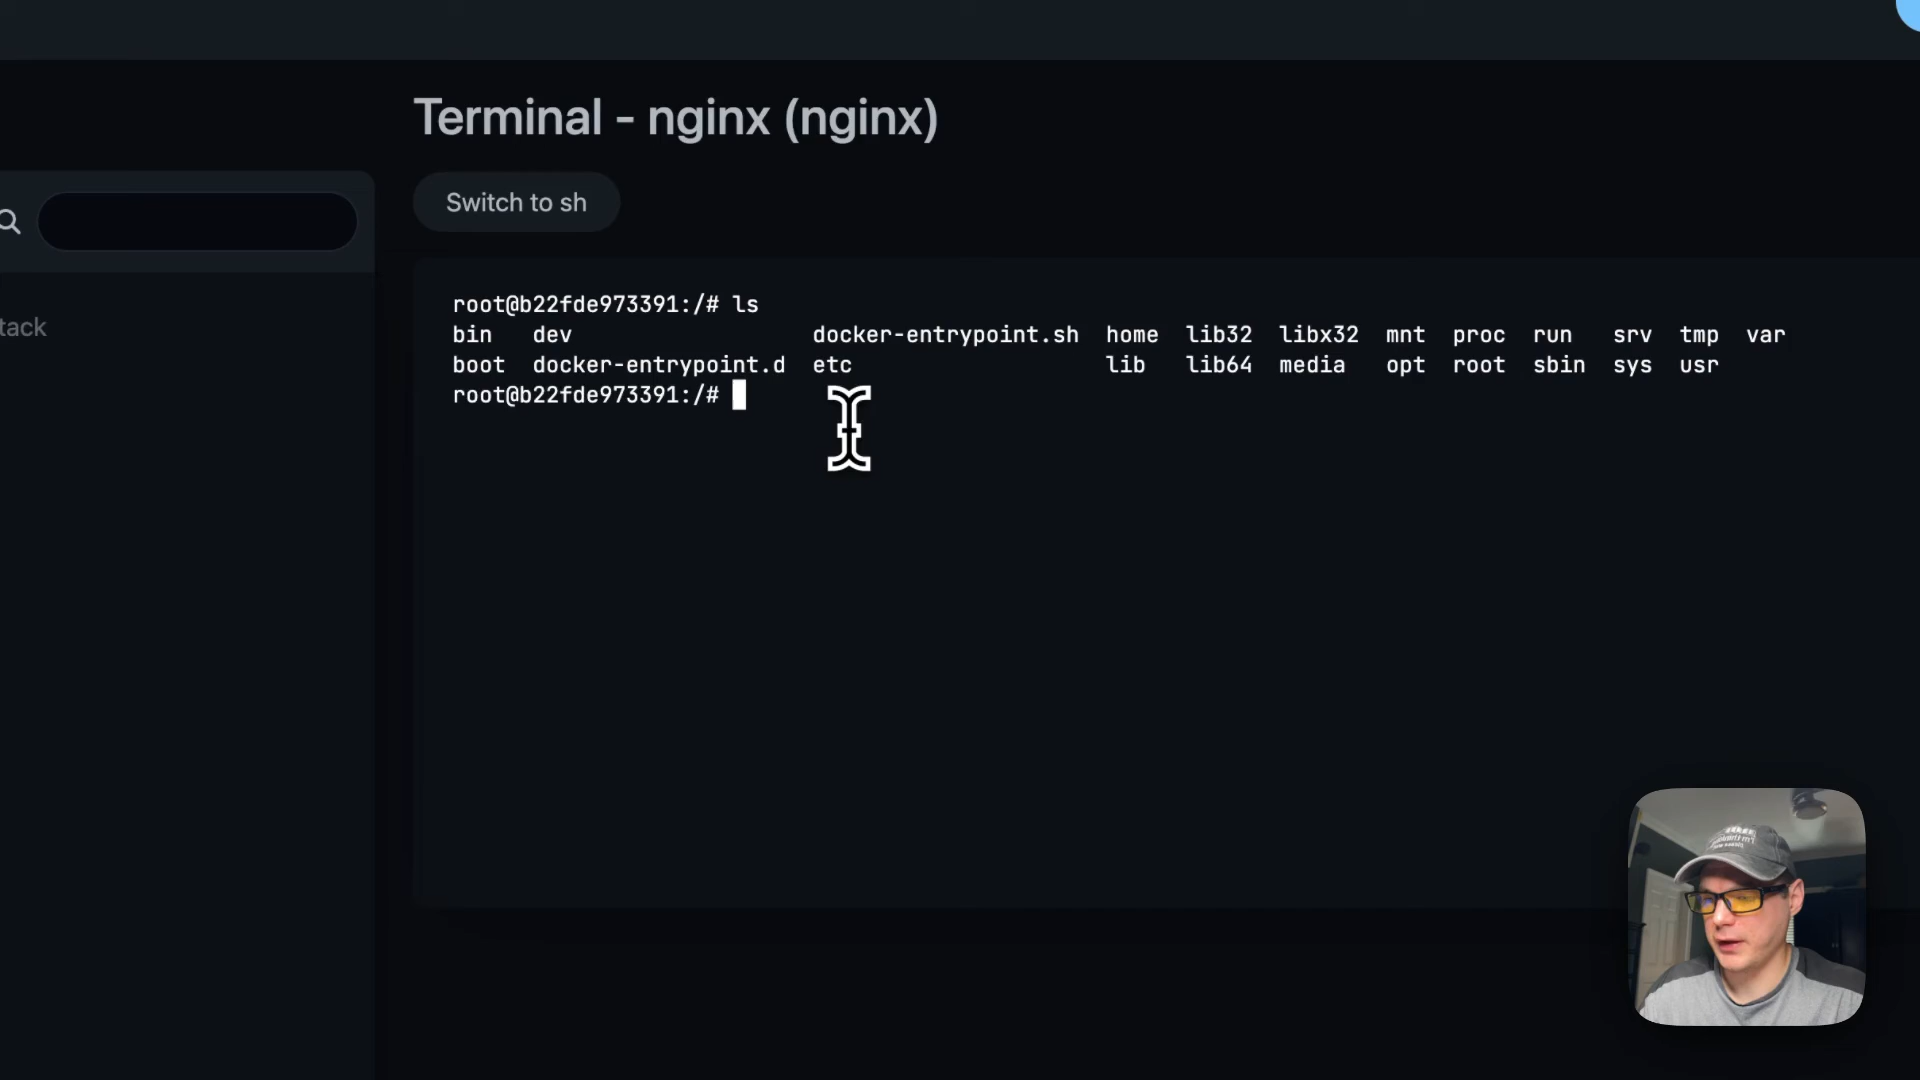 Terminal - nginx (nginx)
Switch to sh
tack
root@b22fde973391:/# ls
bin dev docker-entrypoint.sh home lib32 libx32 mnt proc run srv tmp var
boot docker-entrypoint.d etc lib lib64 media opt root sbin sys usr
root@b22fde973391:/#